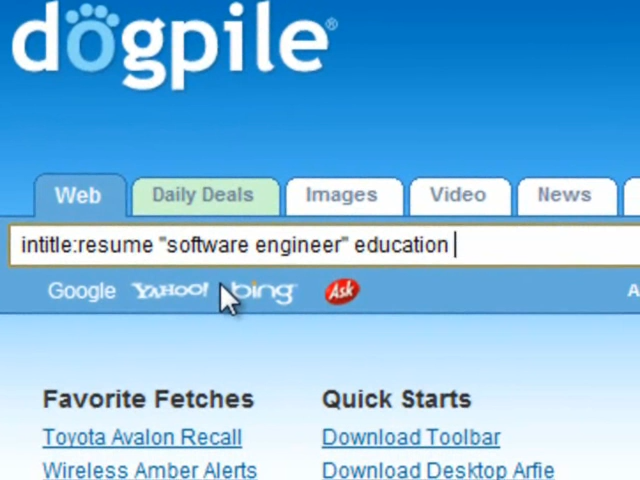 dogpile®
Web Daily Deals Images Video News
intitle:resume "software engineer" education
Google YAHOO! bing Ask A
Favorite Fetches Quick Starts
Toyota Avalon Recall Download Toolbar
Wireless Amber Alerts Download Desktop Arfie